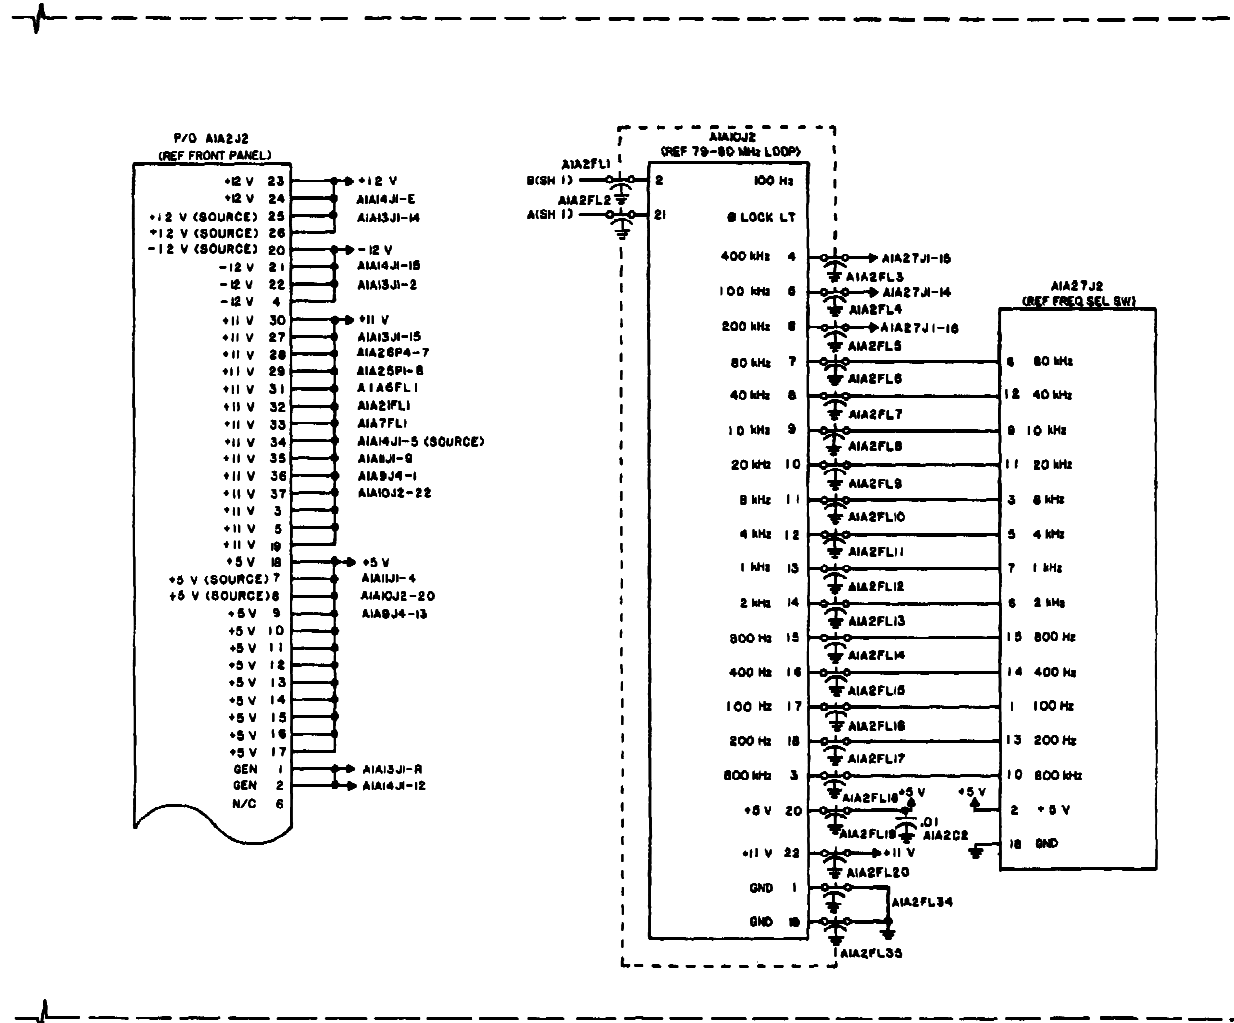 P/O A1A2J2
(REF FRONT PANEL)
+12 V 23 +12 V
+12 V 24 A1A14J1-E
+12 V (SOURCE) 25 A1A13J1-14
+12 V (SOURCE) 26
-12 V (SOURCE) 20 -12 V
-12 V 21 A1A14J1-15
-12 V 22 A1A13J1-2
-12 V 4
+11 V 30 +11 V
+11 V 27 A1A13J1-15
+11 V 28 A1A26P4-7
+11 V 29 A1A25P1-8
+11 V 31 A1A6FL1
+11 V 32 A1A21FL1
+11 V 33 A1A7FL1
+11 V 34 A1A14J1-5 (SOURCE)
+11 V 35 A1A8J1-9
+11 V 36 A1A9J4-1
+11 V 37 A1A10J2-22
+11 V 3
+11 V 5
+11 V 19
+5 V 18 +5 V
+5 V (SOURCE) 7 A1A11J1-4
+5 V (SOURCE) 8 A1A10J2-20
+5 V 9 A1A9J4-13
+5 V 10
+5 V 11
+5 V 12
+5 V 13
+5 V 14
+5 V 15
+5 V 16
+5 V 17
GEN 1 A1A13J1-R
GEN 2 A1A14J1-12
N/C 6
A1A10J2
(REF 79-80 MHz LOOP)
A1A2FL1
B(SH 1) 2 100 Hz
A1A2FL2
A(SH 1) 21 Ø LOCK LT
400 kHz 4 A1A27J1-15
A1A2FL3
100 kHz 5 A1A27J1-14
A1A2FL4
200 kHz 6 A1A27J1-16
A1A2FL5
80 kHz 7
A1A2FL6
40 kHz 8
A1A2FL7
10 kHz 9
A1A2FL8
20 kHz 10
A1A2FL9
8 kHz 11
A1A2FL10
4 kHz 12
A1A2FL11
1 kHz 13
A1A2FL12
2 kHz 14
A1A2FL13
800 Hz 15
A1A2FL14
400 Hz 16
A1A2FL15
100 Hz 17
A1A2FL16
200 Hz 18
A1A2FL17
800 kHz 3
A1A2FL18 +5 V
+5 V 20 .01
A1A2FL19 A1A2C2
+11 V 22 +11 V
A1A2FL20
GND 1
A1A2FL34
GND 19
A1A2FL35
A1A27J2
(REF FREQ SEL SW)
80 kHz
12 40 kHz
9 10 kHz
11 20 kHz
3 8 kHz
5 4 kHz
7 1 kHz
6 2 kHz
15 800 Hz
14 400 Hz
1 100 Hz
13 200 Hz
10 800 kHz
+5 V 2 +5 V
18 GND